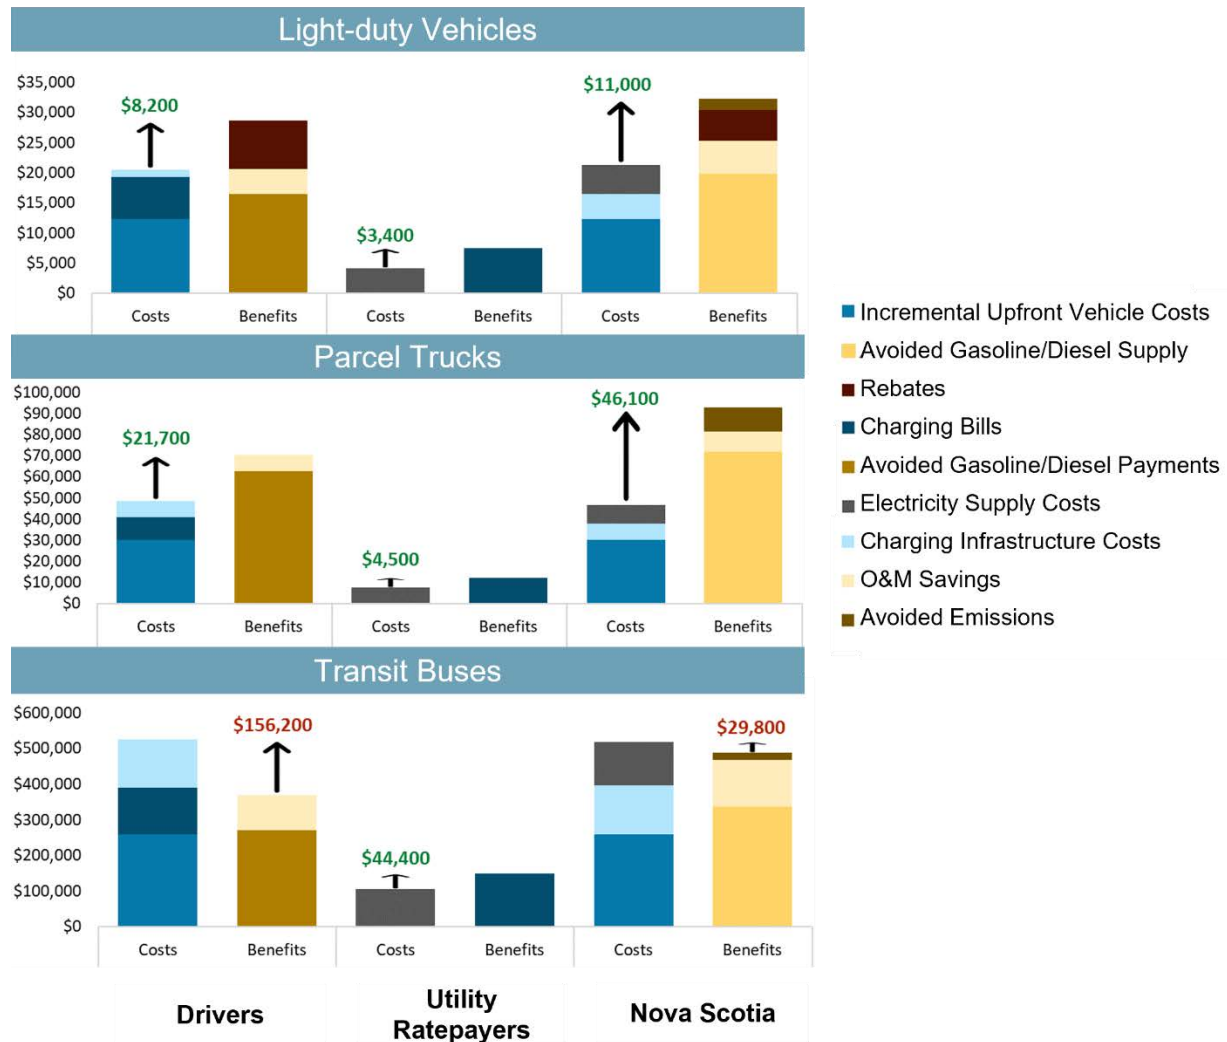 Light-duty Vehicles
$35,000
$30,000
$25,000
$20,000
$15,000
$10,000
$5,000
$0
$8,200
$3,400
$11,000
Costs
Benefits
Costs
Benefits
Costs
Benefits
Parcel Trucks
$100,000
$90,000
$80,000
$70,000
$60,000
$50,000
$40,000
$30,000
$20,000
$10,000
$0
$21,700
$4,500
$46,100
Costs
Benefits
Costs
Benefits
Costs
Benefits
Transit Buses
$600,000
$500,000
$400,000
$300,000
$200,000
$100,000
$0
$156,200
$44,400
$29,800
Costs
Benefits
Costs
Benefits
Costs
Benefits
Drivers
Utility
Ratepayers
Nova Scotia
Incremental Upfront Vehicle Costs
Avoided Gasoline/Diesel Supply
Rebates
Charging Bills
Avoided Gasoline/Diesel Payments
Electricity Supply Costs
Charging Infrastructure Costs
O&M Savings
Avoided Emissions